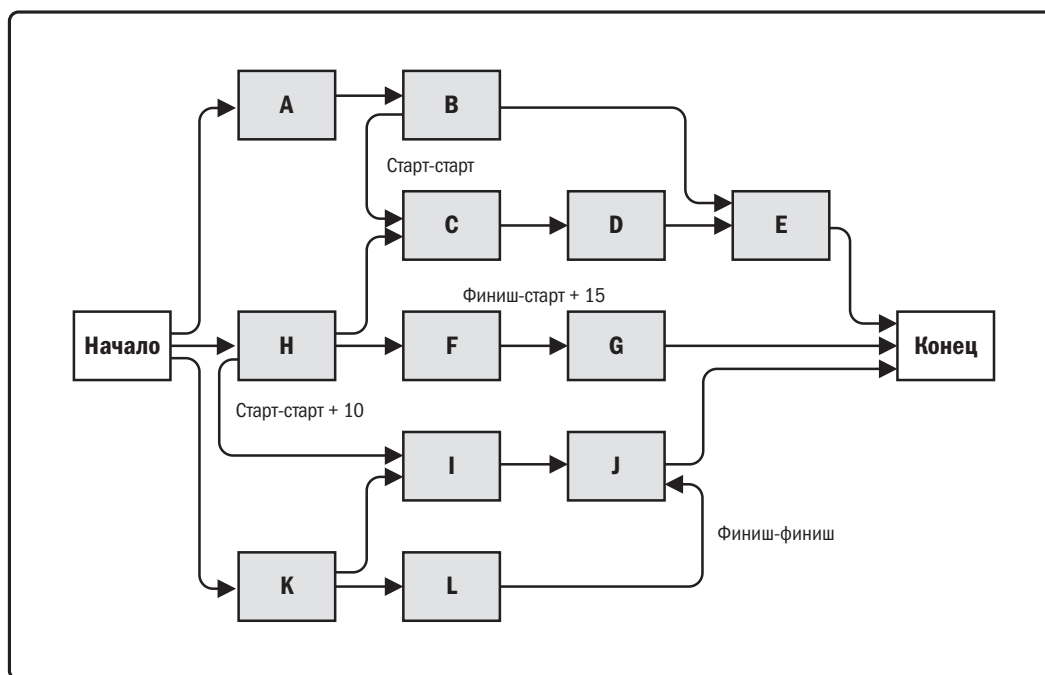 A
B
Старт-старт
C
D
E
Финиш-старт + 15
Начало
H
F
G
Конец
Старт-старт + 10
I
J
Финиш-финиш
K
L